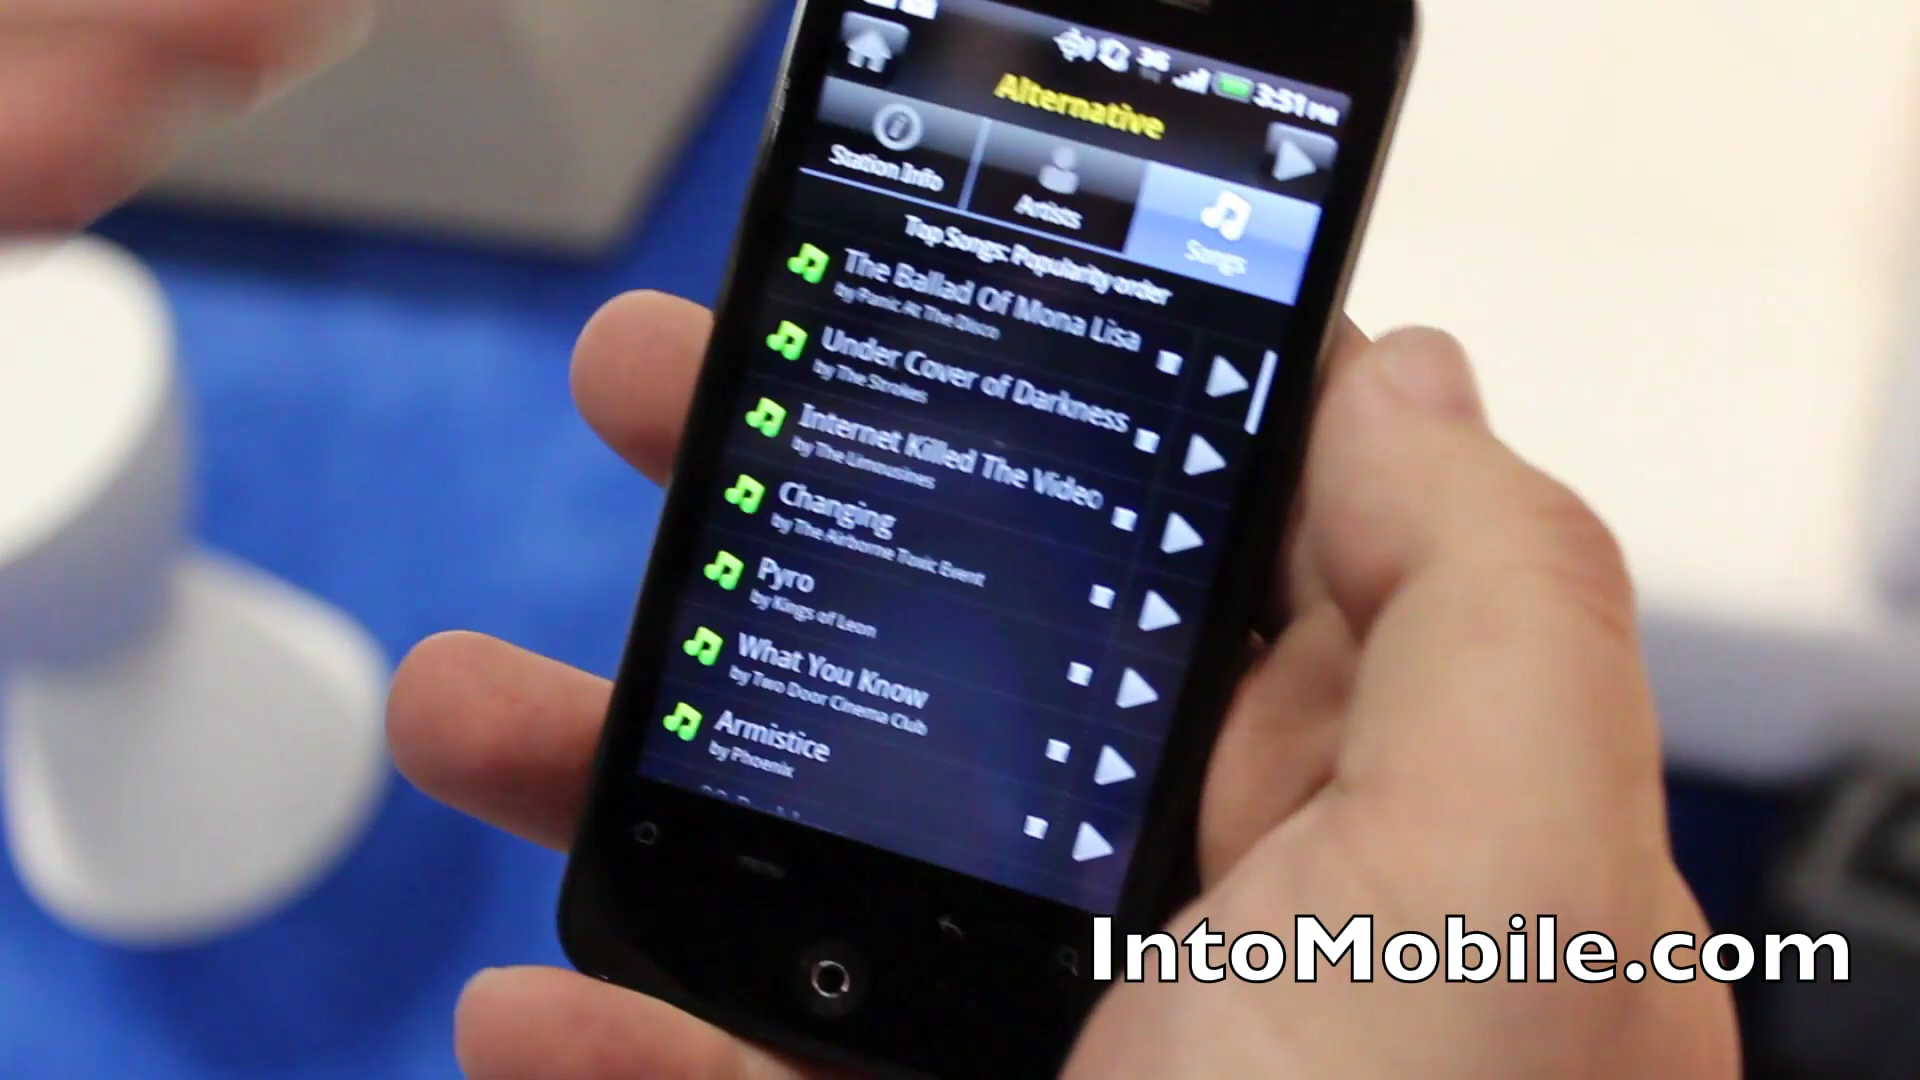 3G 3:51 PM
Alternative
Station Info
Artists
Songs
Top Songs: Popularity order
The Ballad Of Mona Lisa
by Panic At The Disco
Under Cover of Darkness
by The Strokes
Internet Killed The Video
by The Limousines
Changing
by The Airborne Toxic Event
Pyro
by Kings of Leon
What You Know
by Two Door Cinema Club
Armistice
by Phoenix
menu
IntoMobile.com